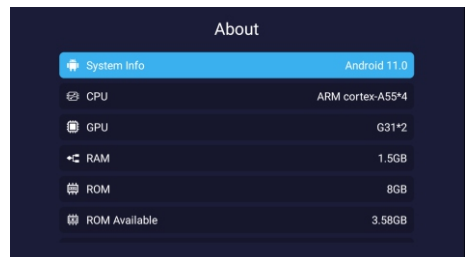 About
System Info Android 11.0
CPU ARM cortex-A55*4
GPU G31*2
RAM 1.5GB
ROM 8GB
ROM Available 3.58GB